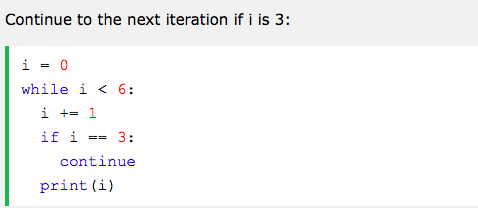 Continue to the next iteration if i is 3:
i = 0
while i < 6:
  i += 1
  if i == 3:
    continue
  print(i)